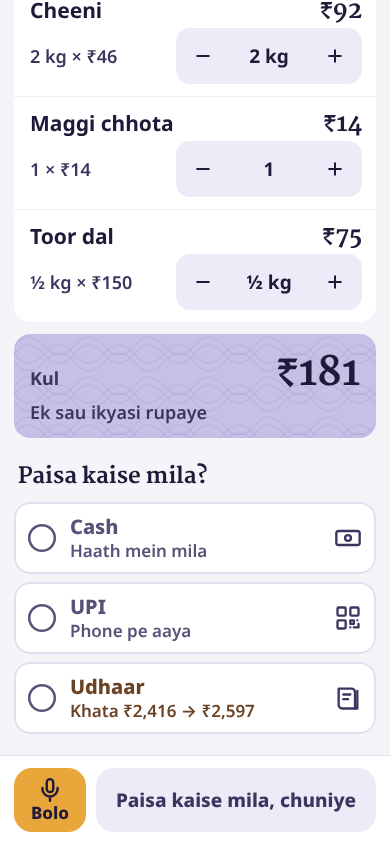 Cheeni ₹92
2 kg × ₹46 − 2 kg +
Maggi chhota ₹14
1 × ₹14 − 1 +
Toor dal ₹75
½ kg × ₹150 − ½ kg +
Kul ₹181
Ek sau ikyasi rupaye
Paisa kaise mila?
Cash
Haath mein mila
UPI
Phone pe aaya
Udhaar
Khata ₹2,416 → ₹2,597
Bolo
Paisa kaise mila, chuniye